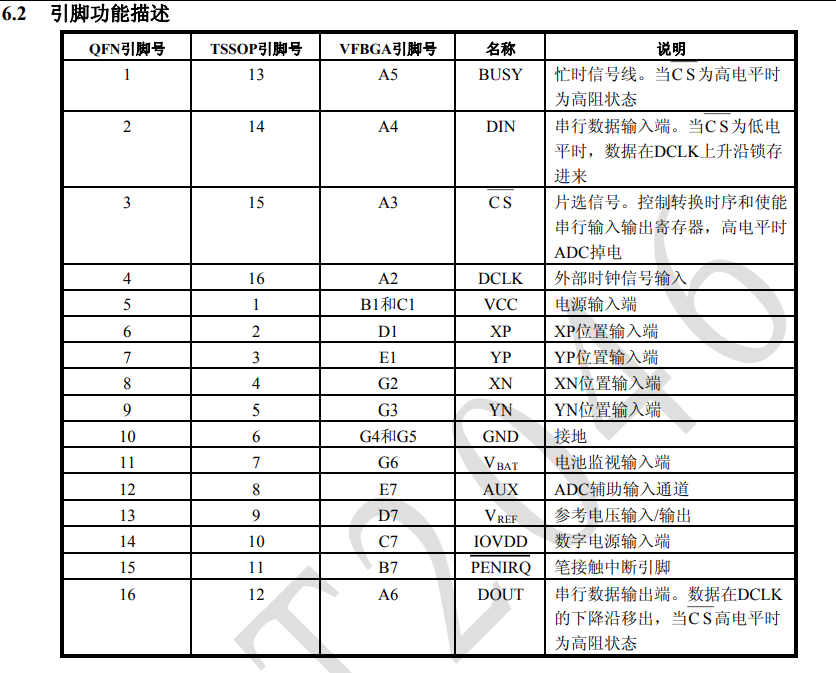 6.2 引脚功能描述
QFN引脚号 TSSOP引脚号 VFBGA引脚号 名称 说明
1 13 A5 BUSY 忙时信号线。当CS为高电平时
为高阻状态
2 14 A4 DIN 串行数据输入端。当CS为低电
平时，数据在DCLK上升沿锁存
进来
3 15 A3 CS 片选信号。控制转换时序和使能
串行输入输出寄存器，高电平时
ADC掉电
4 16 A2 DCLK 外部时钟信号输入
5 1 B1和C1 VCC 电源输入端
6 2 D1 XP XP位置输入端
7 3 E1 YP YP位置输入端
8 4 G2 XN XN位置输入端
9 5 G3 YN YN位置输入端
10 6 G4和G5 GND 接地
11 7 G6 VBAT 电池监视输入端
12 8 E7 AUX ADC辅助输入通道
13 9 D7 VREF 参考电压输入/输出
14 10 C7 IOVDD 数字电源输入端
15 11 B7 PENIRQ 笔接触中断引脚
16 12 A6 DOUT 串行数据输出端。数据在DCLK
的下降沿移出，当CS高电平时
为高阻状态
T2046